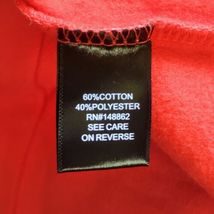 60%COTTON
40%POLYESTER
RN#148862
SEE CARE
ON REVERSE